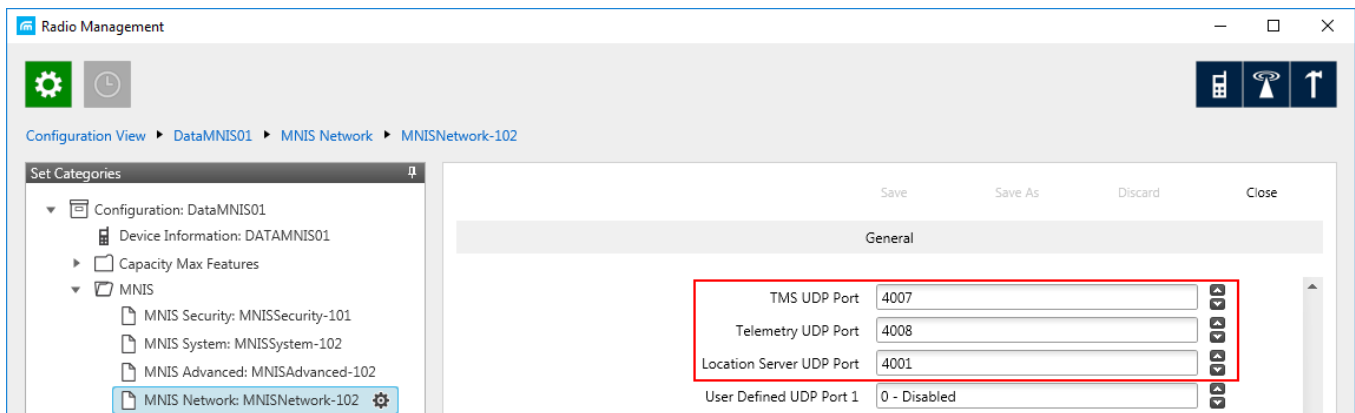 Radio Management
Configuration View ▶ DataMNIS01 ▶ MNIS Network ▶ MNISNetwork-102
Set Categories
Configuration: DataMNIS01
Device Information: DATAMNIS01
Capacity Max Features
MNIS
MNIS Security: MNISSecurity-101
MNIS System: MNISSystem-102
MNIS Advanced: MNISAdvanced-102
MNIS Network: MNISNetwork-102
Save Save As Discard Close
General
TMS UDP Port 4007
Telemetry UDP Port 4008
Location Server UDP Port 4001
User Defined UDP Port 1 0 - Disabled